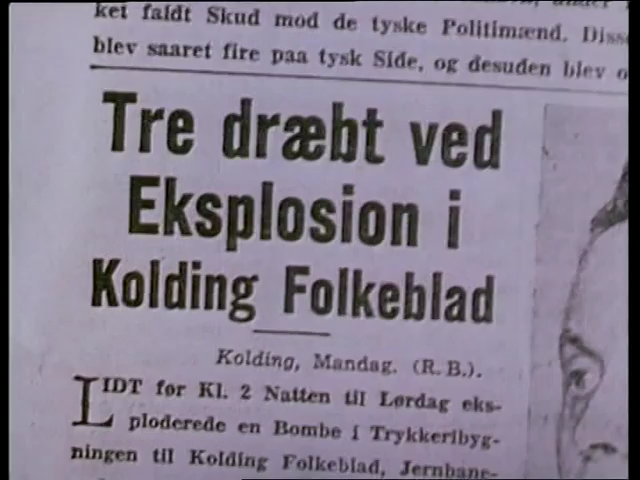 ket faldt Skud mod de tyske Politimænd. Diss
blev saaret fire paa tysk Side, og desuden blev
Tre dræbt ved
Eksplosion i
Kolding Folkeblad
Kolding, Mandag. (R. B.).
LIDT før Kl. 2 Natten til Lørdag eks-
ploderede en Bombe i Trykkeribyg-
ningen til Kolding Folkeblad, Jernbane-